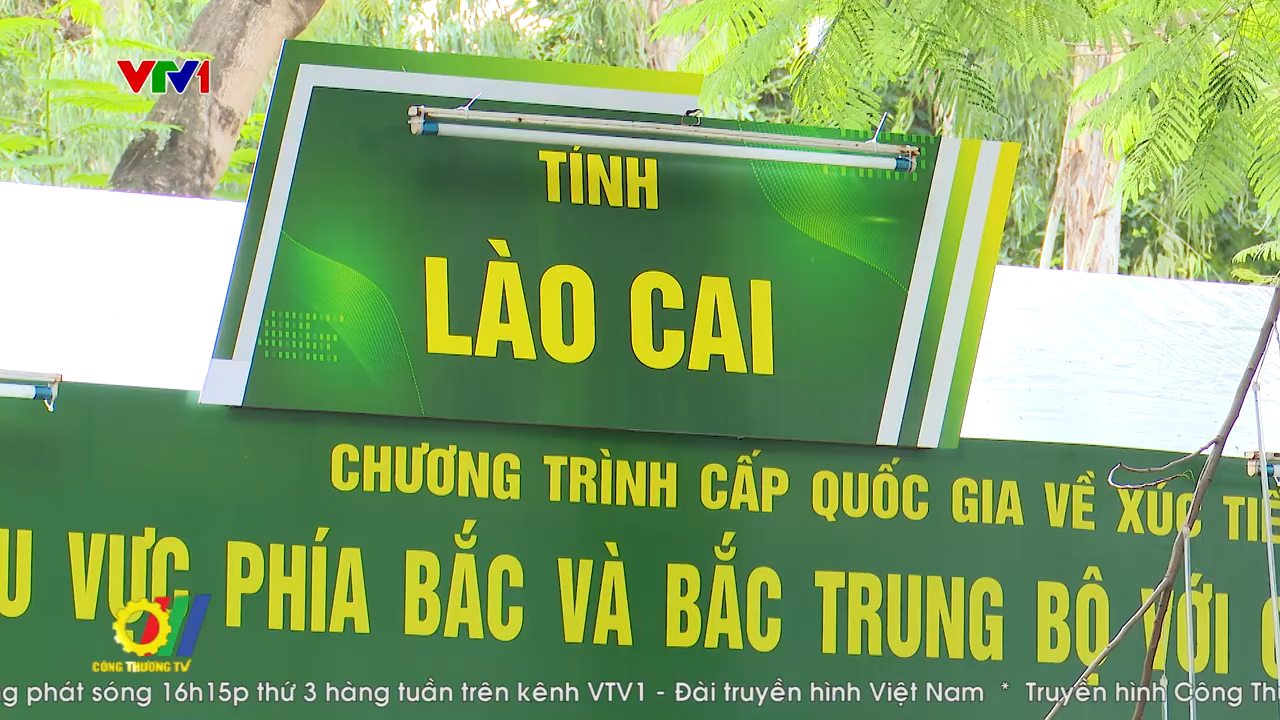 VTV1
TỈNH
LÀO CAI
CHƯƠNG TRÌNH CẤP QUỐC GIA VỀ XÚC
VỰC PHÍA BẮC VÀ BẮC TRUNG BỘ VỚI
CÔNG THƯƠNG TV
phát sóng 16h15p thứ 3 hàng tuần trên kênh VTV1 - Đài truyền hình Việt Nam * Truyền hình Công